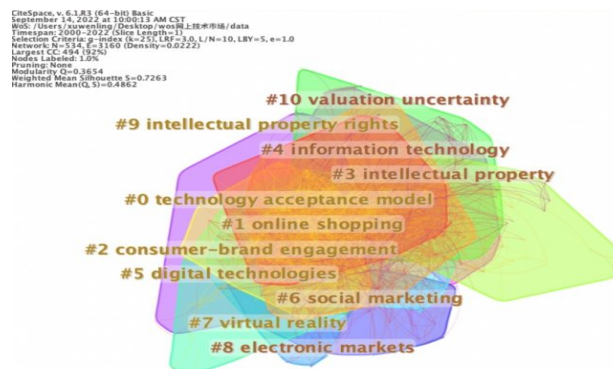 CiteSpace, v. 6.1.R3 (64-bit) Basic
September 14, 2022 at 10:00:13 AM CST
WoS: /Users/xuwenling/Desktop/wos网上技术市场/data
Timespan: 2000-2022 (Slice Length=1)
Selection Criteria: g-index (k=25), LRF=3.0, L/N=10, LBY=5, e=1.0
Network: N=534, E=3160 (Density=0.0222)
Largest CC: 494 (92%)
Nodes Labeled: 1.0%
Pruning: None
Modularity Q=0.3654
Weighted Mean Silhouette S=0.7263
Harmonic Mean(Q, S)=0.4862
#10 valuation uncertainty
#9 intellectual property rights
#4 information technology
#3 intellectual property
#0 technology acceptance model
#1 online shopping
#2 consumer-brand engagement
#5 digital technologies
#6 social marketing
#7 virtual reality
#8 electronic markets